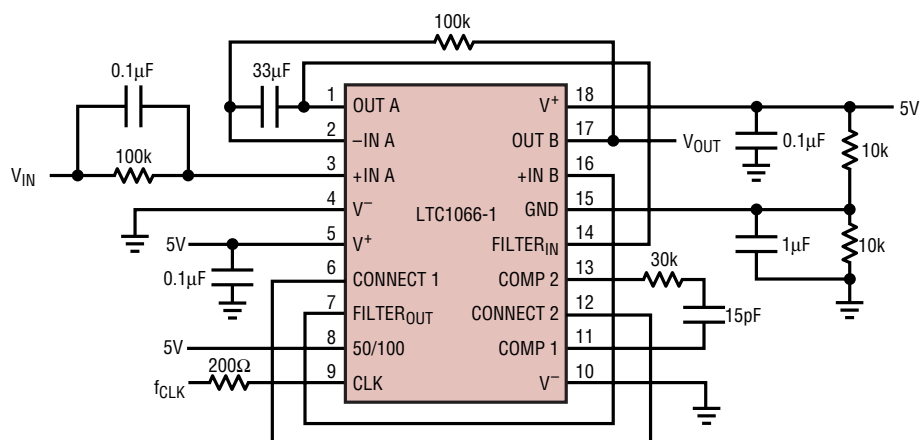 100k
0.1μF
33μF
1 OUT A V+ 18 5V
2 –IN A OUT B 17 VOUT 0.1μF 10k
100k
VIN 3 +IN A +IN B 16
4 V– LTC1066-1 GND 15
5V 5 V+ FILTERIN 14 1μF 10k
0.1μF 6 CONNECT 1 COMP 2 13 30k
7 FILTEROUT CONNECT 2 12 15pF
5V 8 50/100 COMP 1 11
fCLK 200Ω 9 CLK V– 10